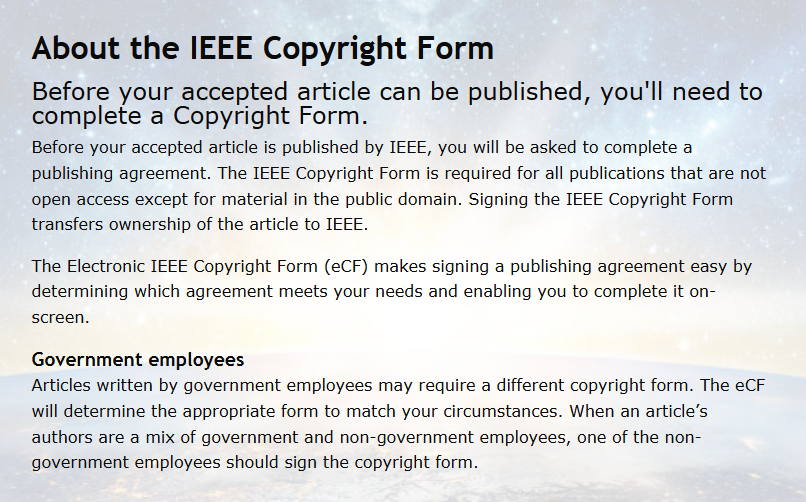 About the IEEE Copyright Form
Before your accepted article can be published, you'll need to
complete a Copyright Form.
Before your accepted article is published by IEEE, you will be asked to complete a
publishing agreement. The IEEE Copyright Form is required for all publications that are not
open access except for material in the public domain. Signing the IEEE Copyright Form
transfers ownership of the article to IEEE.
The Electronic IEEE Copyright Form (eCF) makes signing a publishing agreement easy by
determining which agreement meets your needs and enabling you to complete it on-
screen.
Government employees
Articles written by government employees may require a different copyright form. The eCF
will determine the appropriate form to match your circumstances. When an article’s
authors are a mix of government and non-government employees, one of the non-
government employees should sign the copyright form.